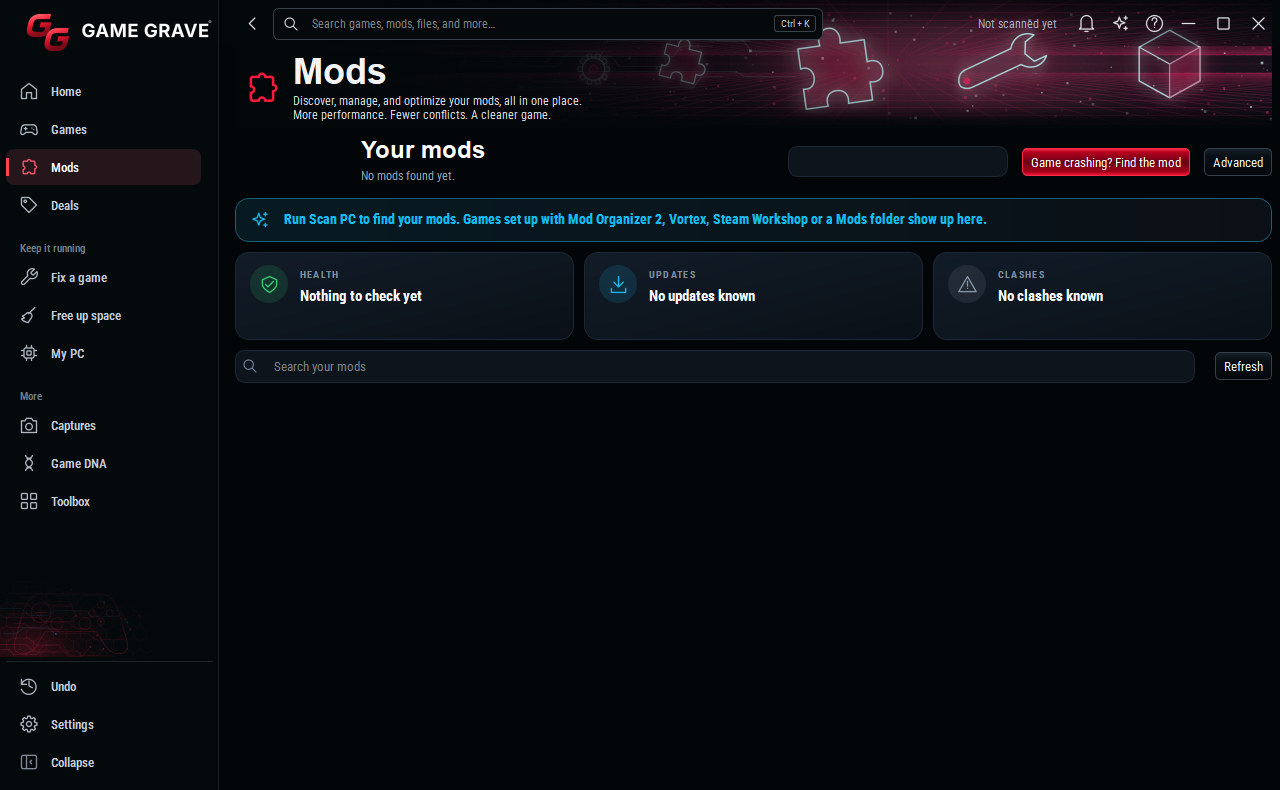 GAME GRAVE
Search games, mods, files, and more...
Ctrl + K
Not scanned yet
Home
Games
Mods
Deals
Keep it running
Fix a game
Free up space
My PC
More
Captures
Game DNA
Toolbox
Undo
Settings
Collapse
Mods
Discover, manage, and optimize your mods, all in one place.
More performance. Fewer conflicts. A cleaner game.
Your mods
No mods found yet.
Game crashing? Find the mod
Advanced
Run Scan PC to find your mods. Games set up with Mod Organizer 2, Vortex, Steam Workshop or a Mods folder show up here.
HEALTH
Nothing to check yet
UPDATES
No updates known
CLASHES
No clashes known
Search your mods
Refresh